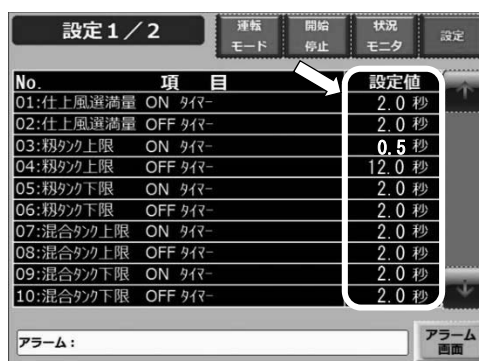 設定1/2
運転モード
開始停止
状況モニタ
設定
No. 項 目 設定値
01:仕上風選満量 ON タイマー 2.0 秒
02:仕上風選満量 OFF タイマー 2.0 秒
03:籾タンク上限 ON タイマー 0.5 秒
04:籾タンク上限 OFF タイマー 12.0 秒
05:籾タンク下限 ON タイマー 2.0 秒
06:籾タンク下限 OFF タイマー 2.0 秒
07:混合タンク上限 ON タイマー 2.0 秒
08:混合タンク上限 OFF タイマー 2.0 秒
09:混合タンク下限 ON タイマー 2.0 秒
10:混合タンク下限 OFF タイマー 2.0 秒
アラーム:
アラーム画面